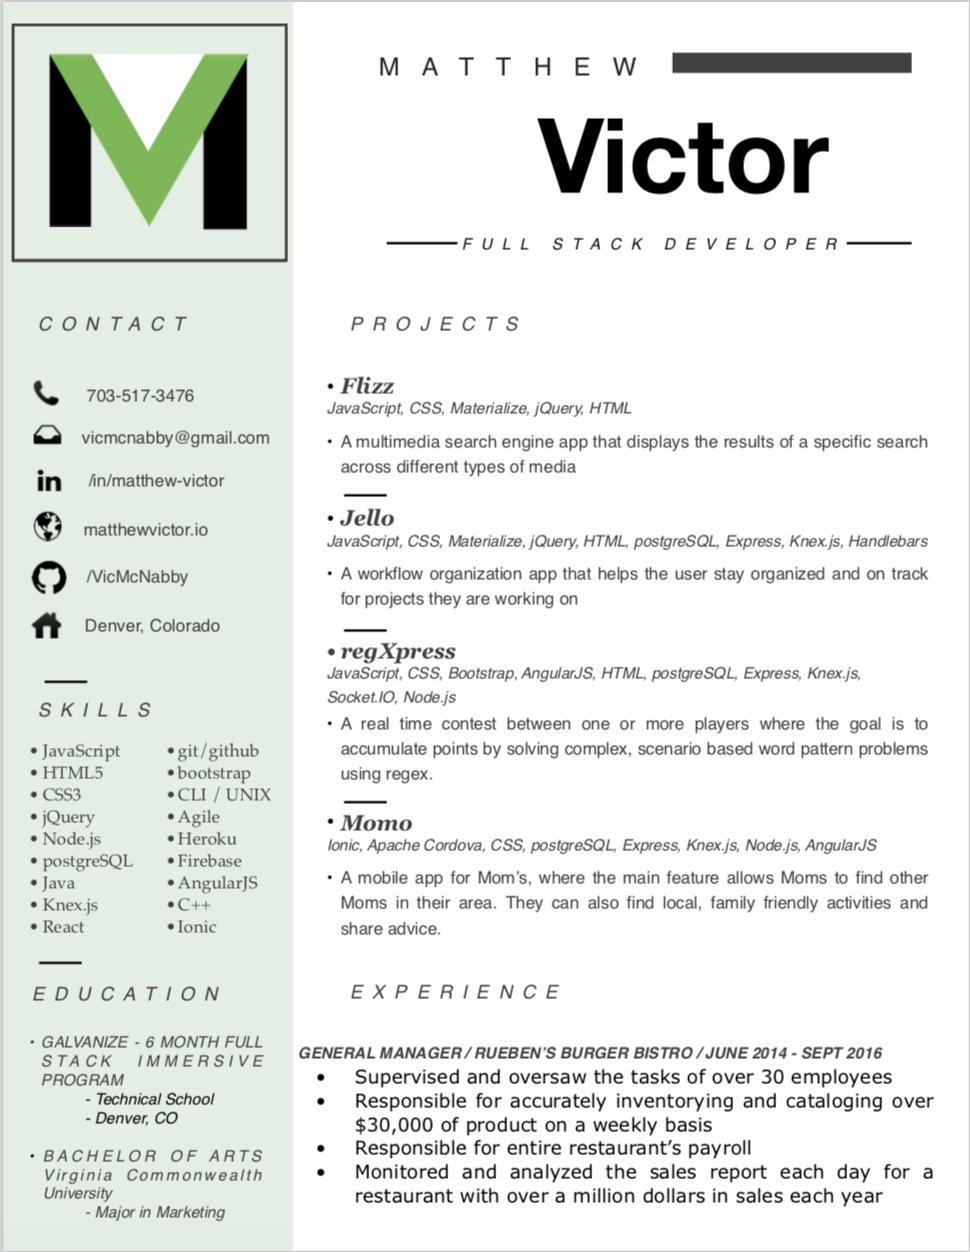 MATTHEW
Victor
FULL STACK DEVELOPER
CONTACT
703-517-3476
vicmcnabby@gmail.com
in /in/matthew-victor
matthewvictor.io
/VicMcNabby
Denver, Colorado
SKILLS
• JavaScript
• HTML5
• CSS3
• jQuery
• Node.js
• postgreSQL
• Java
• Knex.js
• React
• git/github
• bootstrap
• CLI / UNIX
• Agile
• Heroku
• Firebase
• AngularJS
• C++
• Ionic
EDUCATION
• GALVANIZE - 6 MONTH FULL
STACK IMMERSIVE
PROGRAM
- Technical School
- Denver, CO
• BACHELOR OF ARTS
Virginia Commonwealth
University
- Major in Marketing
PROJECTS
• Flizz
JavaScript, CSS, Materialize, jQuery, HTML
• A multimedia search engine app that displays the results of a specific search
across different types of media
• Jello
JavaScript, CSS, Materialize, jQuery, HTML, postgreSQL, Express, Knex.js, Handlebars
• A workflow organization app that helps the user stay organized and on track
for projects they are working on
• regXpress
JavaScript, CSS, Bootstrap, AngularJS, HTML, postgreSQL, Express, Knex.js,
Socket.IO, Node.js
• A real time contest between one or more players where the goal is to
accumulate points by solving complex, scenario based word pattern problems
using regex.
• Momo
Ionic, Apache Cordova, CSS, postgreSQL, Express, Knex.js, Node.js, AngularJS
• A mobile app for Mom's, where the main feature allows Moms to find other
Moms in their area. They can also find local, family friendly activities and
share advice.
EXPERIENCE
GENERAL MANAGER / RUEBEN'S BURGER BISTRO / JUNE 2014 - SEPT 2016
• Supervised and oversaw the tasks of over 30 employees
• Responsible for accurately inventorying and cataloging over
$30,000 of product on a weekly basis
• Responsible for entire restaurant's payroll
• Monitored and analyzed the sales report each day for a
restaurant with over a million dollars in sales each year